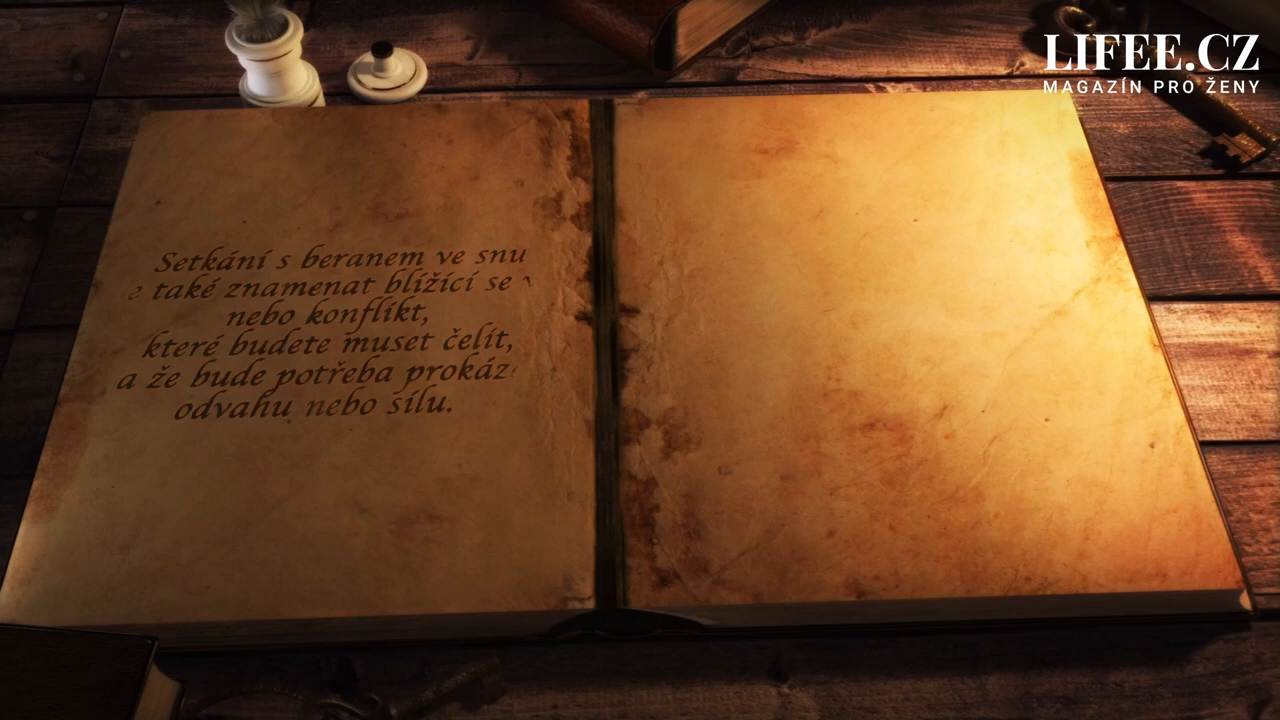 LIFEE.CZ
MAGAZÍN PRO ŽENY
Setkání s beranem ve snu
také znamenat blížící se
nebo konflikt,
které budete muset čelit,
a že bude potřeba
odvahu nebo sílu.